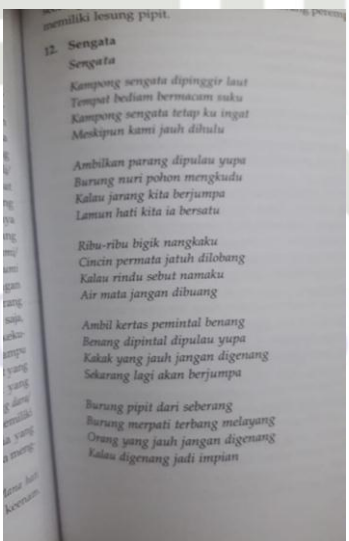 memiliki lesung pipit.
12. Sengata
Sengata
Kampong sengata dipinggir laut
Tempat bediam bermacam suku
Kampong sengata tetap ku ingat
Meskipun kami jauh dihulu
Ambilkan parang dipulau yupa
Burung nuri pohon mengkudu
Kalau jarang kita berjumpa
Lamun hati kita ia bersatu
Ribu-ribu bigik nangkaku
Cincin permata jatuh dilobang
Kalau rindu sebut namaku
Air mata jangan dibuang
Ambil kertas pemintal benang
Benang dipintal dipulau yupa
Kakak yang jauh jangan digenang
Sekarang lagi akan berjumpa
Burung pipit dari seberang
Burung merpati terbang melayang
Orang yang jauh jangan digenang
Kalau digenang jadi impian